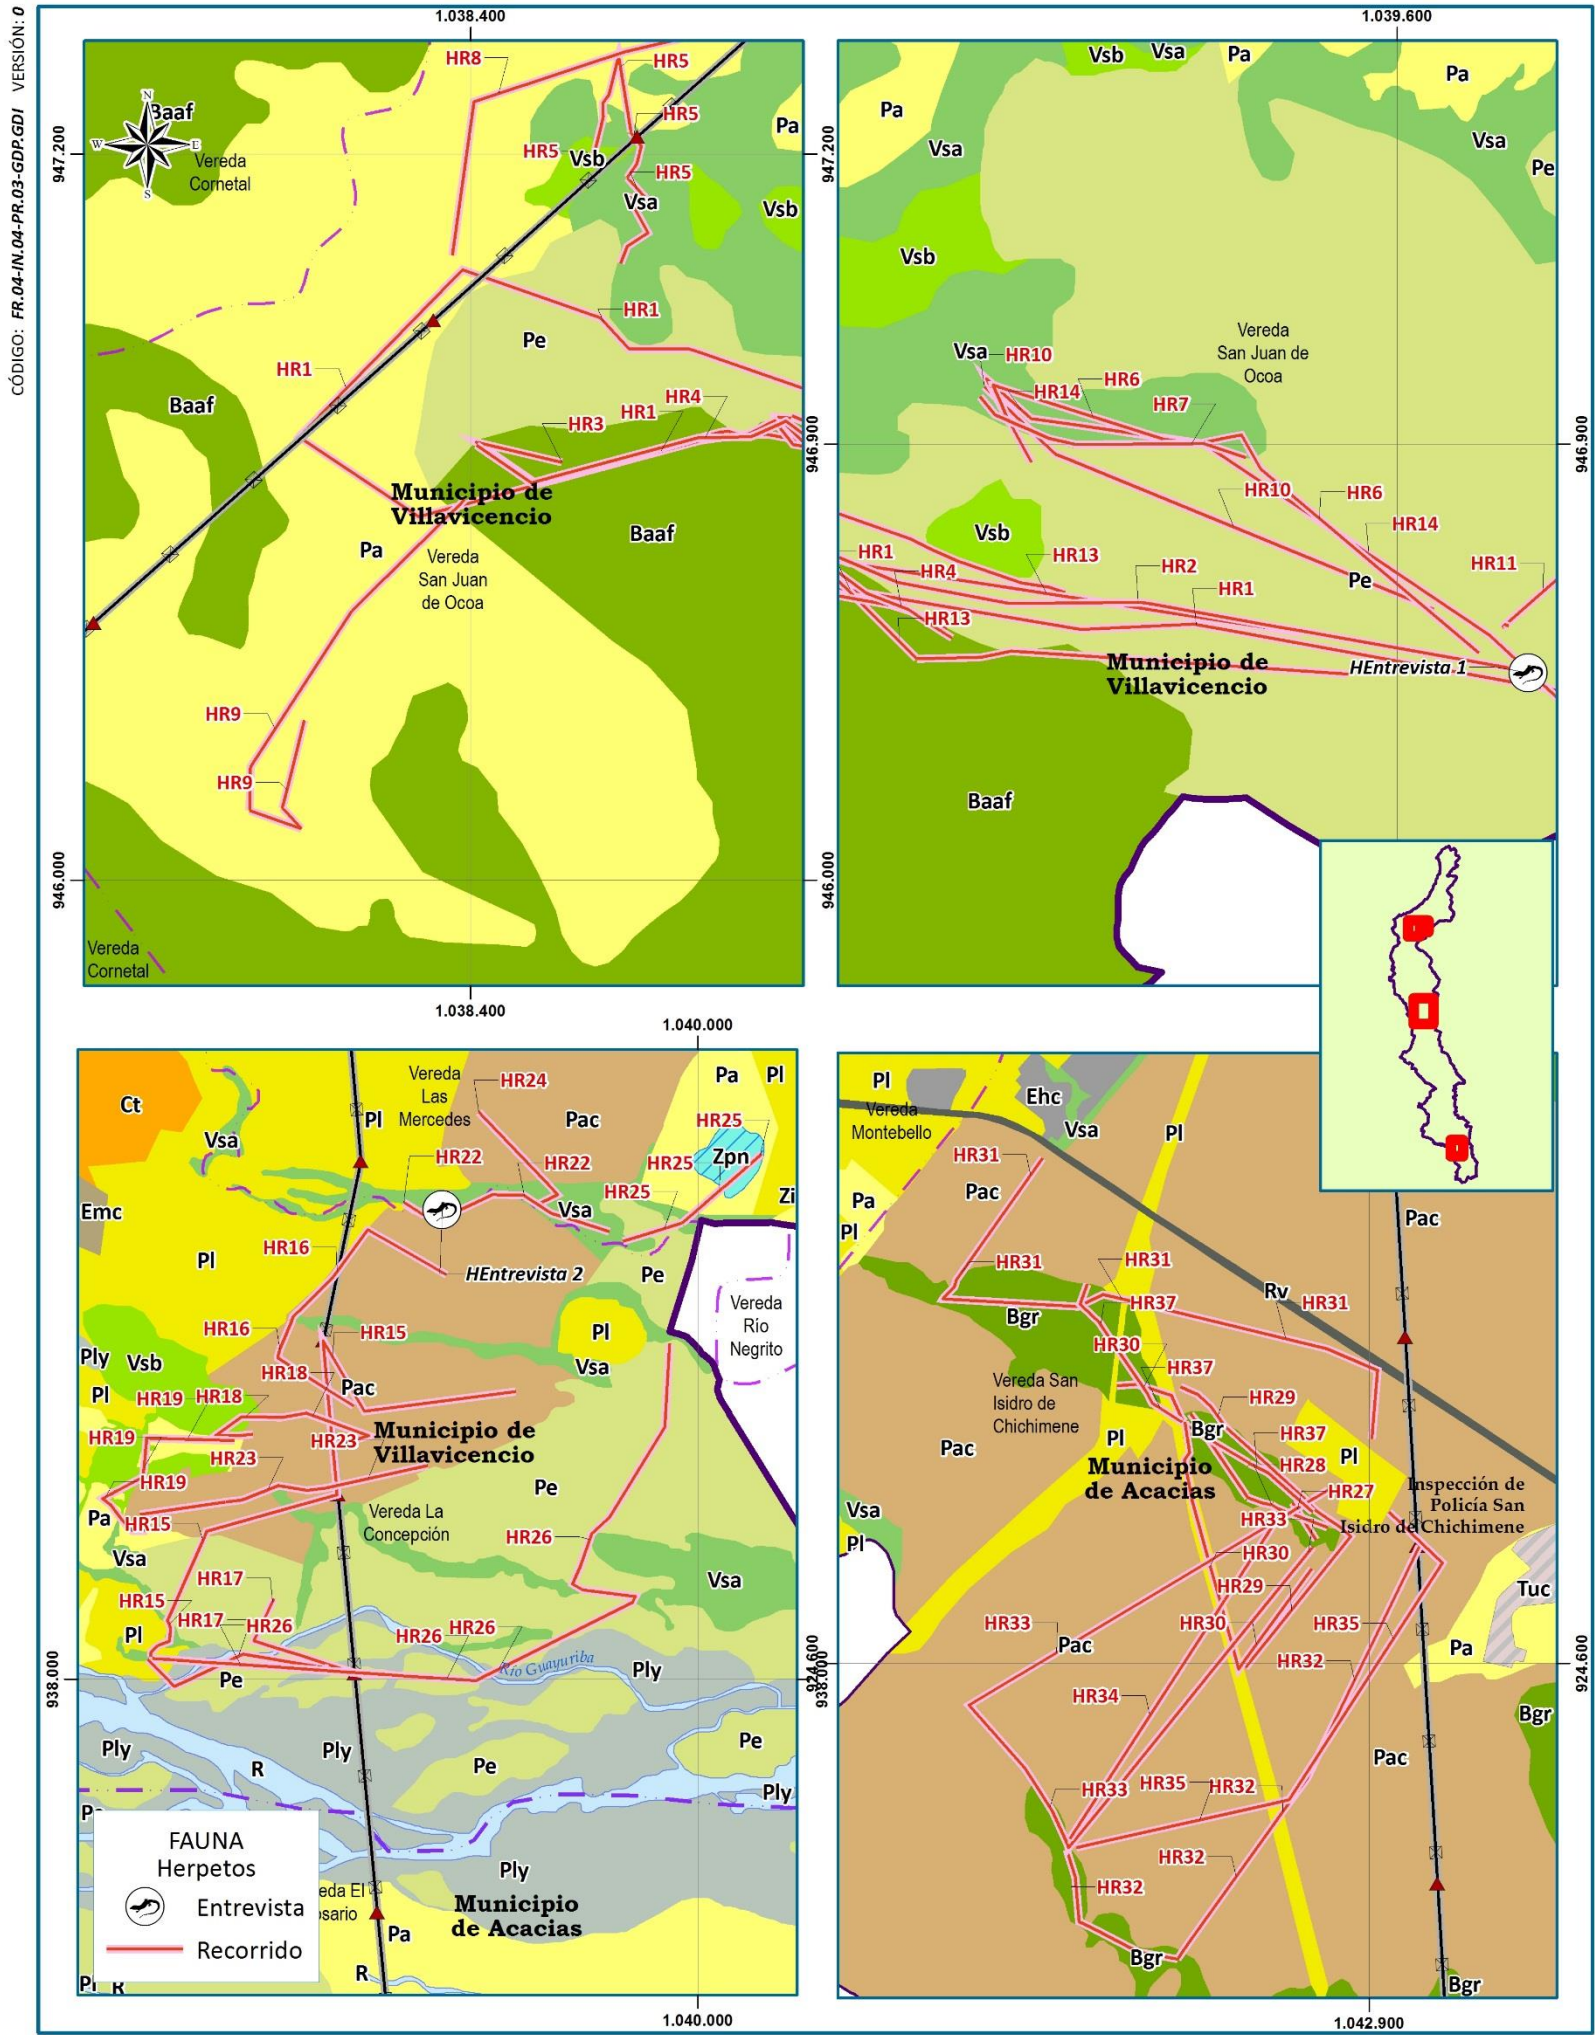 CÓDIGO: FR.04-IN.04-PR.03-GDP.GDI VERSIÓN: 0
1.038.400
1.039.600
947.200
947.200
946.900
946.900
946.000
946.000
N
W
E
S
Baaf
Vereda
Cornetal
HR8
HR5
HR5
HR5
Vsb
HR5
Vsa
Pa
Vsb
HR1
Pe
HR1
Baaf
HR4
HR1
HR3
Municipio de
Villavicencio
Pa
Vereda
San Juan
de Ocoa
Baaf
HR9
HR9
Vereda
Cornetal
1.038.400
Vsb
Vsa
Pa
Pa
Pa
Vsa
Vsa
Pe
Vsb
Vereda
San Juan de
Ocoa
Vsa
HR10
HR6
HR14
HR7
HR10
HR6
HR14
Vsb
HR1
HR13
HR4
HR2
HR1
HR13
Pe
HR11
Municipio de
Villavicencio
HEntrevista 1
Baaf
1.040.000
Ct
Vsa
Pl
Vereda
Las
Mercedes
HR24
Pac
Pa
Pl
HR25
Zpn
HR25
HR22
HR22
HR25
Vsa
Zi
Emc
Pl
HR16
HEntrevista 2
Pe
Vereda
Río
Negrito
HR16
HR15
Pl
Vsa
Ply
Vsb
Pl
HR18
Pac
HR19
HR18
HR19
HR23
HR23
Municipio de
Villavicencio
HR19
Pe
Pa
HR15
Vereda La
Concepción
HR26
Vsa
Vsa
HR17
HR15
HR17
HR26
HR26
HR26
Pl
Río Guayuriba
Ply
Pe
938.000
Ply
Ply
R
Pe
Pe
Ply
Ply
Municipio
de Acacias
eda El
osario
Pa
R
Pl
R
FAUNA
Herpetos
Entrevista
Recorrido
1.040.000
Pl
Vereda
Montebello
Ehc
Vsa
Pl
HR31
Pac
Pa
Pl
Pac
HR31
HR31
Rv
HR31
HR37
Bgr
HR30
HR37
Vereda San
Isidro de
Chichimene
HR29
Bgr
HR37
Pl
Pl
Pac
HR28
Municipio
de Acacias
HR27
Inspección de
Policía San
Isidro de Chichimene
Vsa
Pl
HR33
HR30
HR29
Tuc
HR33
HR30
HR35
Pac
HR32
Pa
938.000
924.600
924.600
HR34
Bgr
Pac
HR33
HR35
HR32
HR32
HR32
Bgr
Bgr
1.042.900